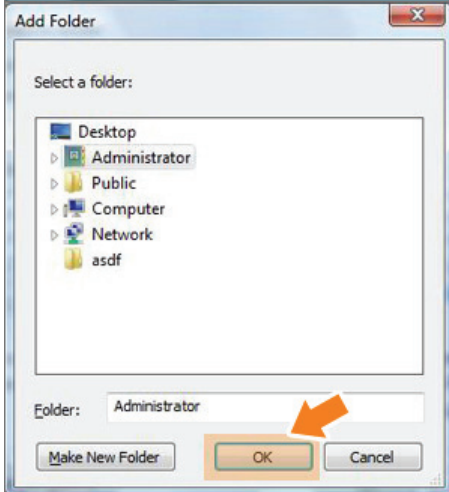 Add Folder
Select a folder:
Desktop
Administrator
Public
Computer
Network
asdf
Folder: Administrator
Make New Folder OK Cancel